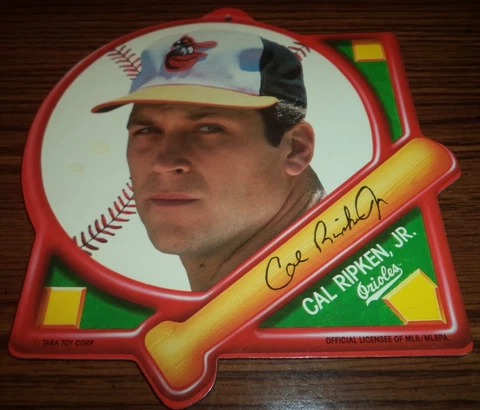 Cal Ripken Jr
CAL RIPKEN, JR.
Orioles
© TARA TOY CORP.
OFFICIAL LICENSEE OF MLB/MLBPA